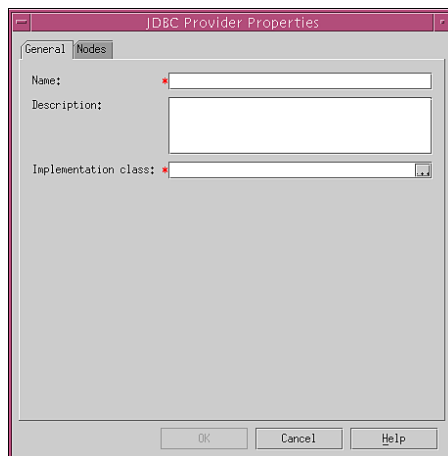 JDBC Provider Properties
General Nodes
Name: *
Description:
Implementation class: * ..
OK Cancel Help